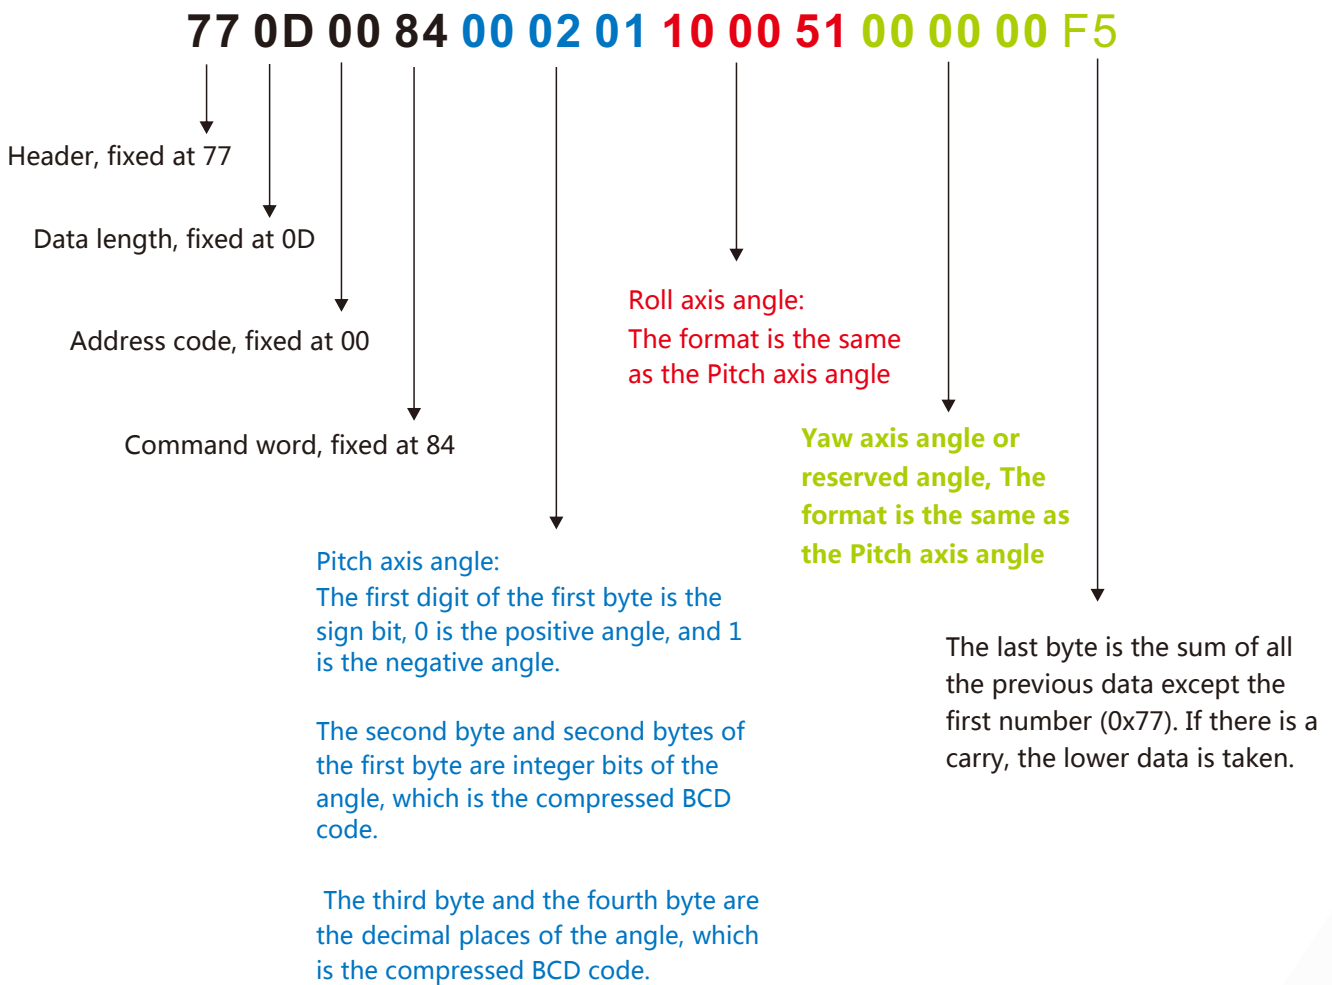 77 0D 00 84 00 02 01 10 00 51 00 00 00 F5
Header, fixed at 77
Data length, fixed at 0D
Address code, fixed at 00
Command word, fixed at 84
Roll axis angle:
The format is the same
as the Pitch axis angle
Yaw axis angle or
reserved angle, The
format is the same as
the Pitch axis angle
Pitch axis angle:
The first digit of the first byte is the
sign bit, 0 is the positive angle, and 1
is the negative angle.
The second byte and second bytes of
the first byte are integer bits of the
angle, which is the compressed BCD
code.
The third byte and the fourth byte are
the decimal places of the angle, which
is the compressed BCD code.
The last byte is the sum of all
the previous data except the
first number (0x77). If there is a
carry, the lower data is taken.